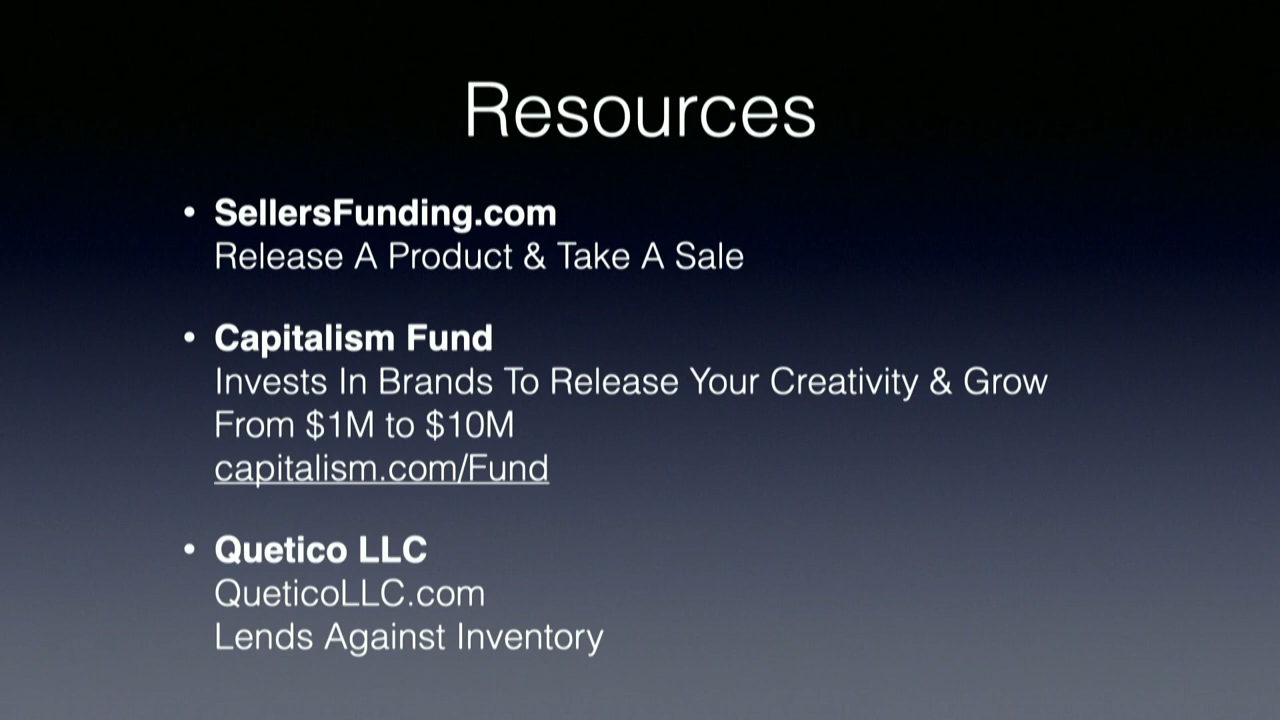 Resources
• SellersFunding.com
Release A Product & Take A Sale
• Capitalism Fund
Invests In Brands To Release Your Creativity & Grow
From $1M to $10M
capitalism.com/Fund
• Quetico LLC
QueticoLLC.com
Lends Against Inventory